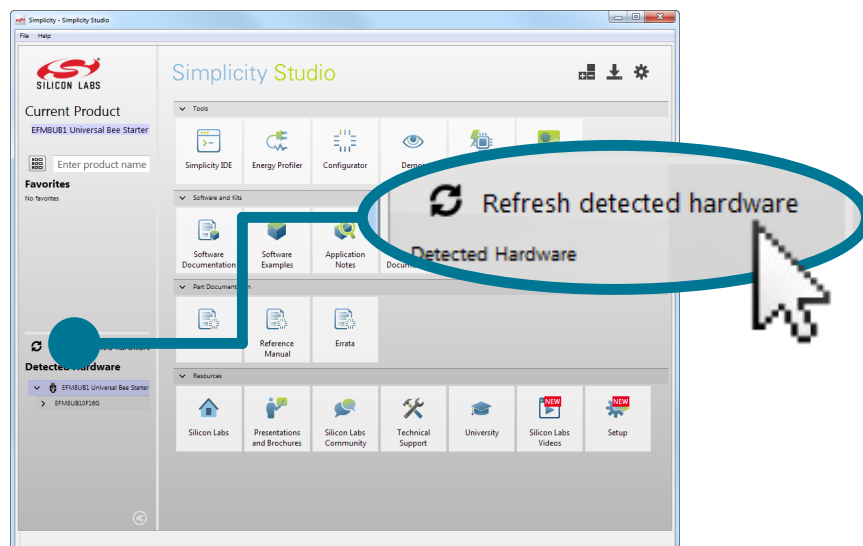 Simplicity - Simplicity Studio
File Help
SILICON LABS
Simplicity Studio
Current Product
EFM8UB1 Universal Bee Starter
Enter product name
Favorites
No favorites
Tools
Simplicity IDE
Energy Profiler
Configurator
Software and Kits
Software
Documentation
Software
Examples
Application
Notes
Refresh detected hardware
Detected Hardware
Part
Reference
Manual
Errata
Detected Hardware
EFM8UB1 Universal Bee Starter
EFM8UB10F16G
Resources
Silicon Labs
Presentations
and Brochures
Silicon Labs
Community
Technical
Support
University
NEW
Silicon Labs
Videos
NEW
Setup